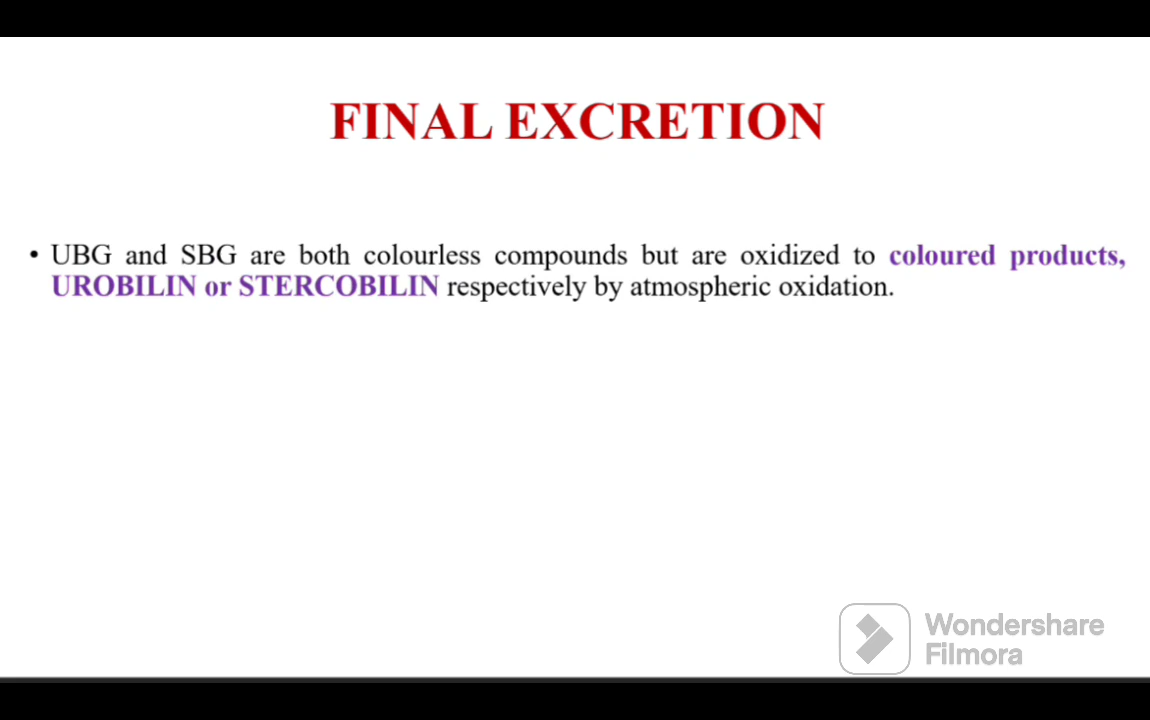 FINAL EXCRETION
• UBG and SBG are both colourless compounds but are oxidized to coloured products,
UROBILIN or STERCOBILIN respectively by atmospheric oxidation.
Wondershare
Filmora